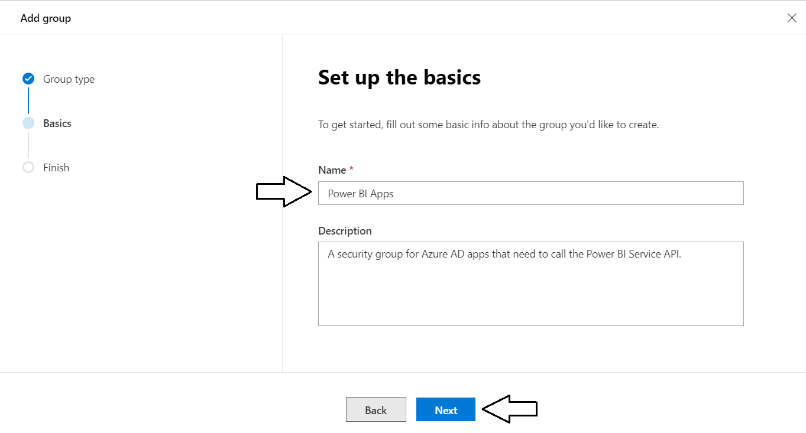 Add group
Group type
Basics
Finish
Set up the basics
To get started, fill out some basic info about the group you'd like to create.
Name *
Power BI Apps
Description
A security group for Azure AD apps that need to call the Power BI Service API.
Back
Next